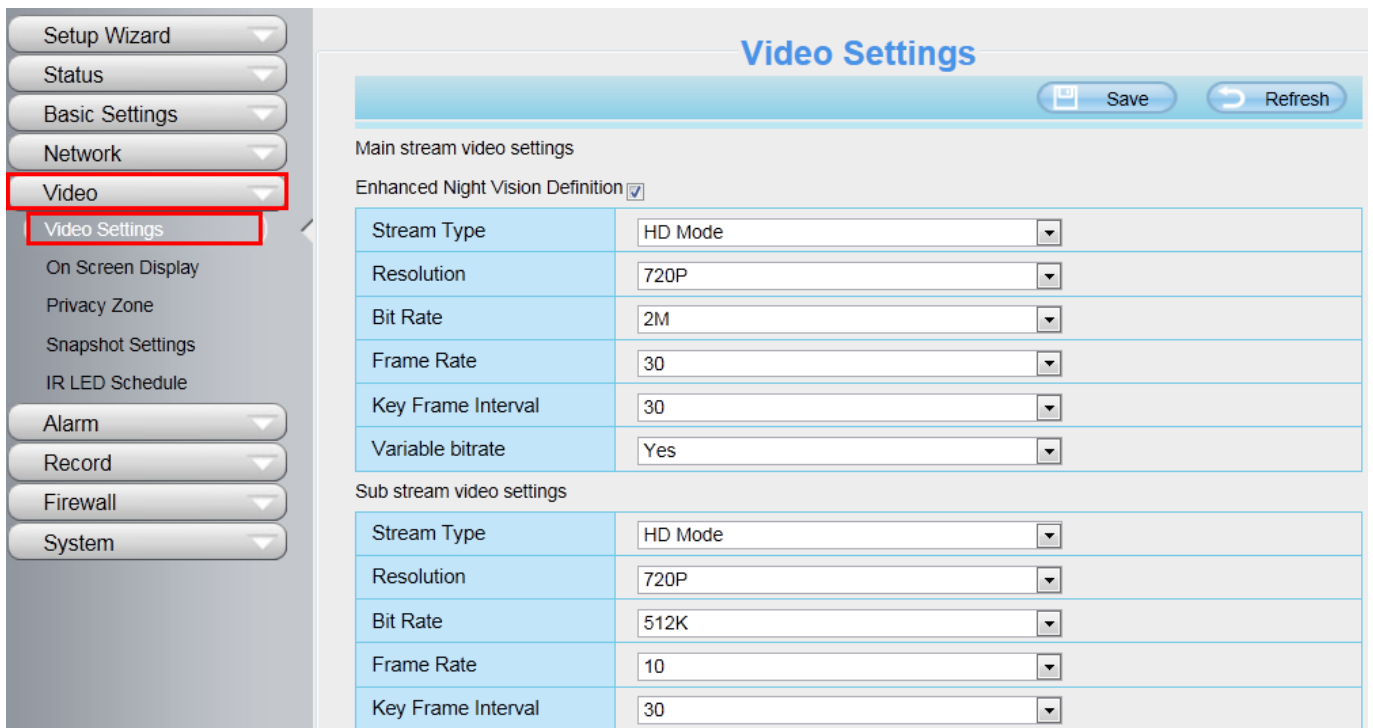 Setup Wizard
Status
Basic Settings
Network
Video
Video Settings
On Screen Display
Privacy Zone
Snapshot Settings
IR LED Schedule
Alarm
Record
Firewall
System
Video Settings
Save Refresh
Main stream video settings
Enhanced Night Vision Definition
Stream Type HD Mode
Resolution 720P
Bit Rate 2M
Frame Rate 30
Key Frame Interval 30
Variable bitrate Yes
Sub stream video settings
Stream Type HD Mode
Resolution 720P
Bit Rate 512K
Frame Rate 10
Key Frame Interval 30